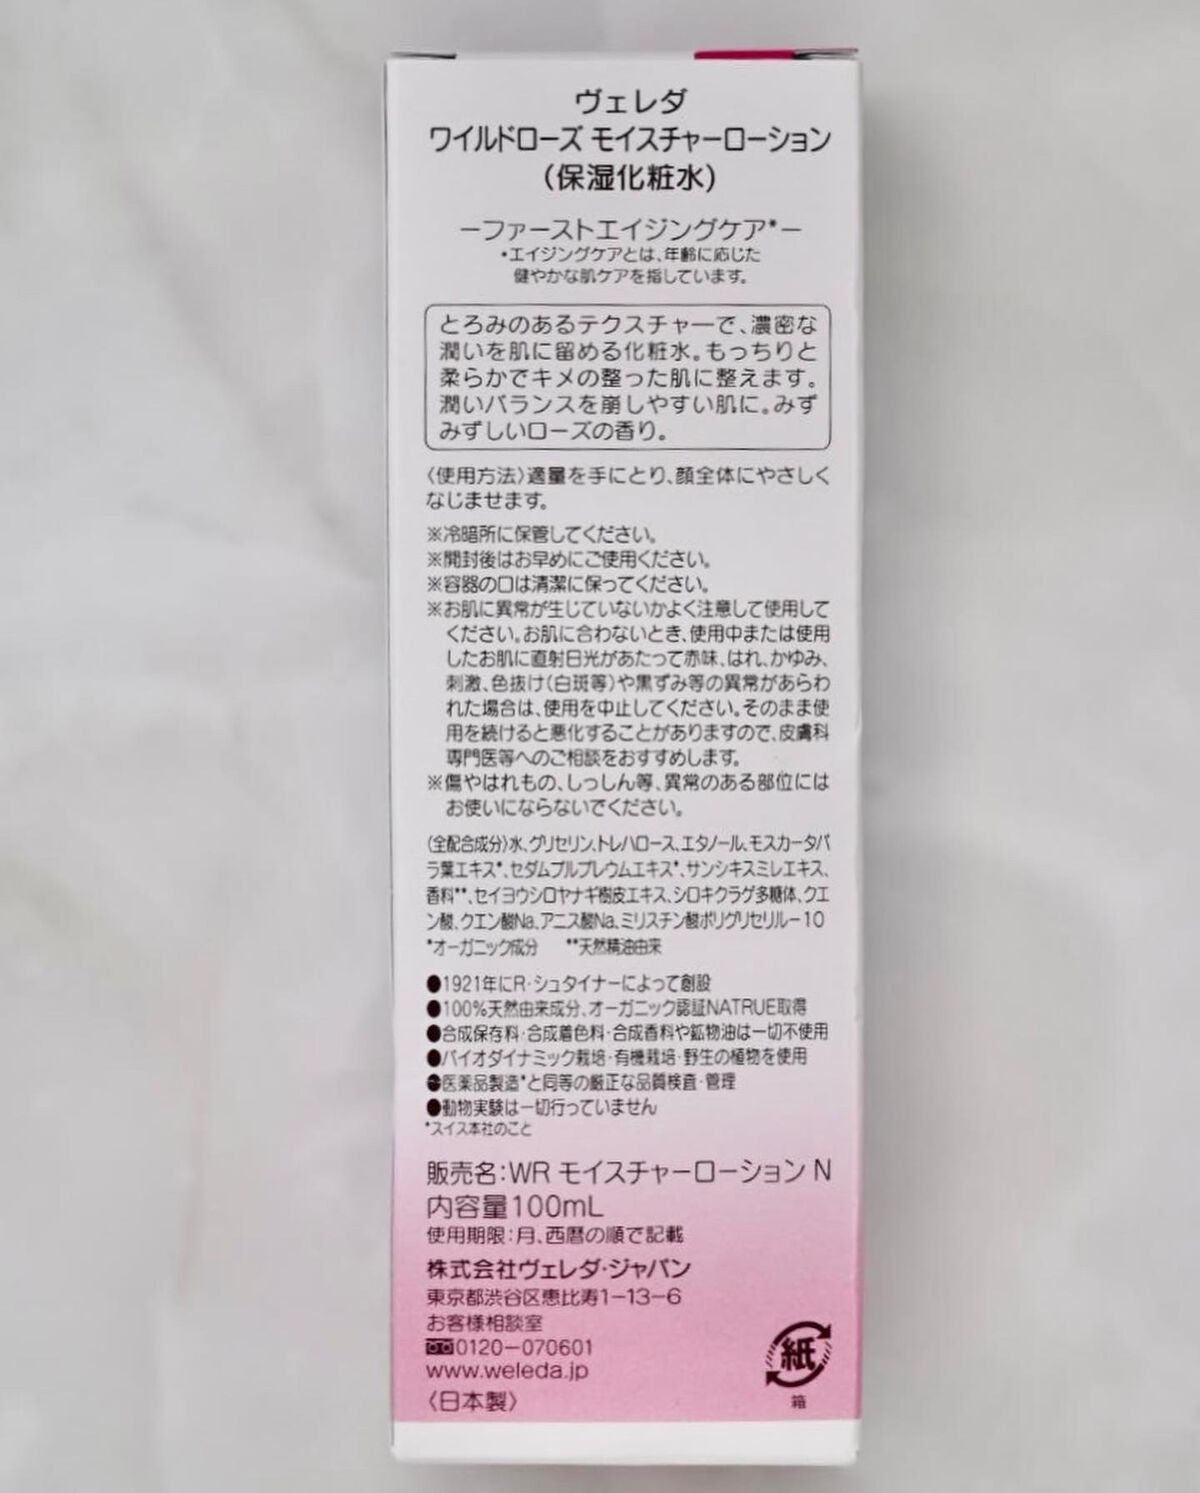 ヴェレダ
ワイルドローズ モイスチャーローション
(保湿化粧水)
−ファーストエイジングケア*−
*エイジングケアとは、年齢に応じた
健やかな肌ケアを指しています。
とろみのあるテクスチャーで、濃密な
潤いを肌に留める化粧水。もっちりと
柔らかでキメの整った肌に整えます。
潤いバランスを崩しやすい肌に。みず
みずしいローズの香り。
〈使用方法〉適量を手にとり、顔全体にやさしく
なじませます。
※冷暗所に保管してください。
※開封後はお早めにご使用ください。
※容器の口は清潔に保ってください。
※お肌に異常が生じていないかよく注意して使用して
ください。お肌に合わないとき、使用中または使用
したお肌に直射日光があたって赤味、はれ、かゆみ、
刺激、色抜け(白斑等)や黒ずみ等の異常があらわ
れた場合は、使用を中止してください。そのまま使
用を続けると悪化することがありますので、皮膚科
専門医等へのご相談をおすすめします。
※傷やはれもの、しっしん等、異常のある部位には
お使いにならないでください。
〈全配合成分〉水、グリセリン、トレハロース、エタノール、モスカータバ
ラ葉エキス*、セダムプルプレウムエキス*、サンシキスミレエキス、
香料**、セイヨウシロヤナギ樹皮エキス、シロキクラゲ多糖体、クエ
ン酸、クエン酸Na、アニス酸Na、ミリスチン酸ポリグリセリル−10
*オーガニック成分 **天然精油由来
●1921年にR・シュタイナーによって創設
●100%天然由来成分、オーガニック認証NATRUE取得
●合成保存料・合成着色料・合成香料や鉱物油は一切不使用
●バイオダイナミック栽培・有機栽培・野生の植物を使用
●医薬品製造*と同等の厳正な品質検査・管理
●動物実験は一切行っていません
*スイス本社のこと
販売名:WR モイスチャーローション N
内容量100mL
使用期限:月、西暦の順で記載
株式会社ヴェレダ・ジャパン
東京都渋谷区恵比寿1−13−6
お客様相談室
0120−070601
www.weleda.jp
〈日本製〉
紙
箱